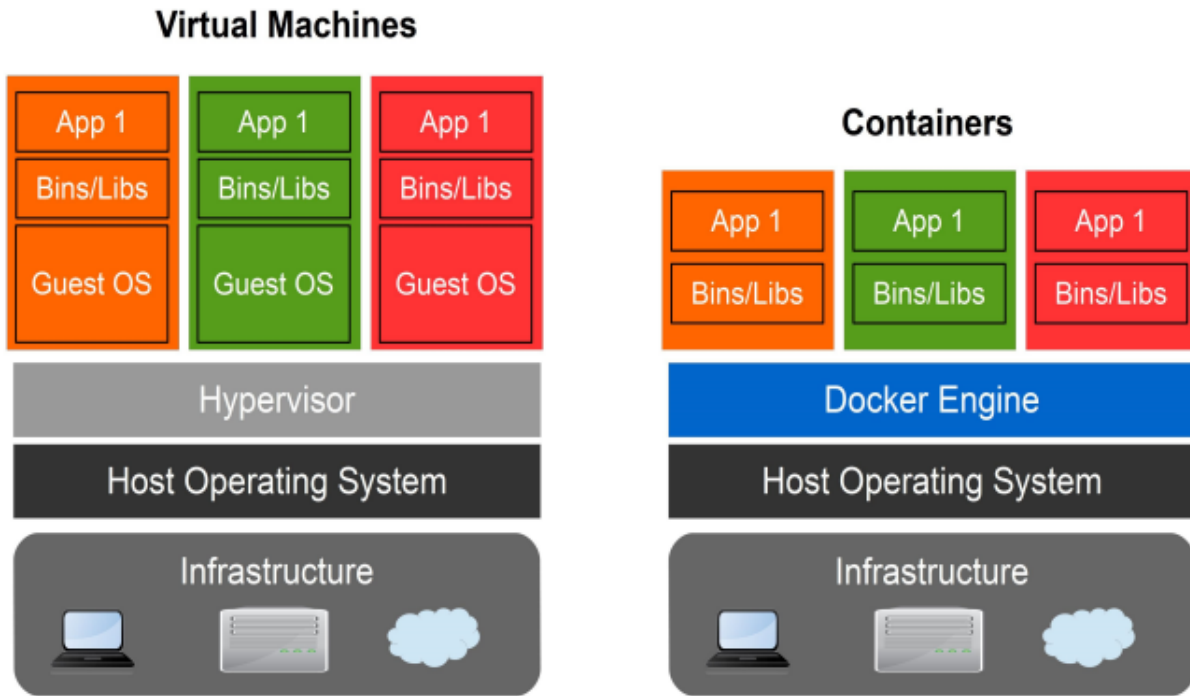 Virtual Machines
App 1
App 1
App 1
Bins/Libs
Bins/Libs
Bins/Libs
Guest OS
Guest OS
Guest OS
Hypervisor
Host Operating System
Infrastructure
Containers
App 1
App 1
App 1
Bins/Libs
Bins/Libs
Bins/Libs
Docker Engine
Host Operating System
Infrastructure